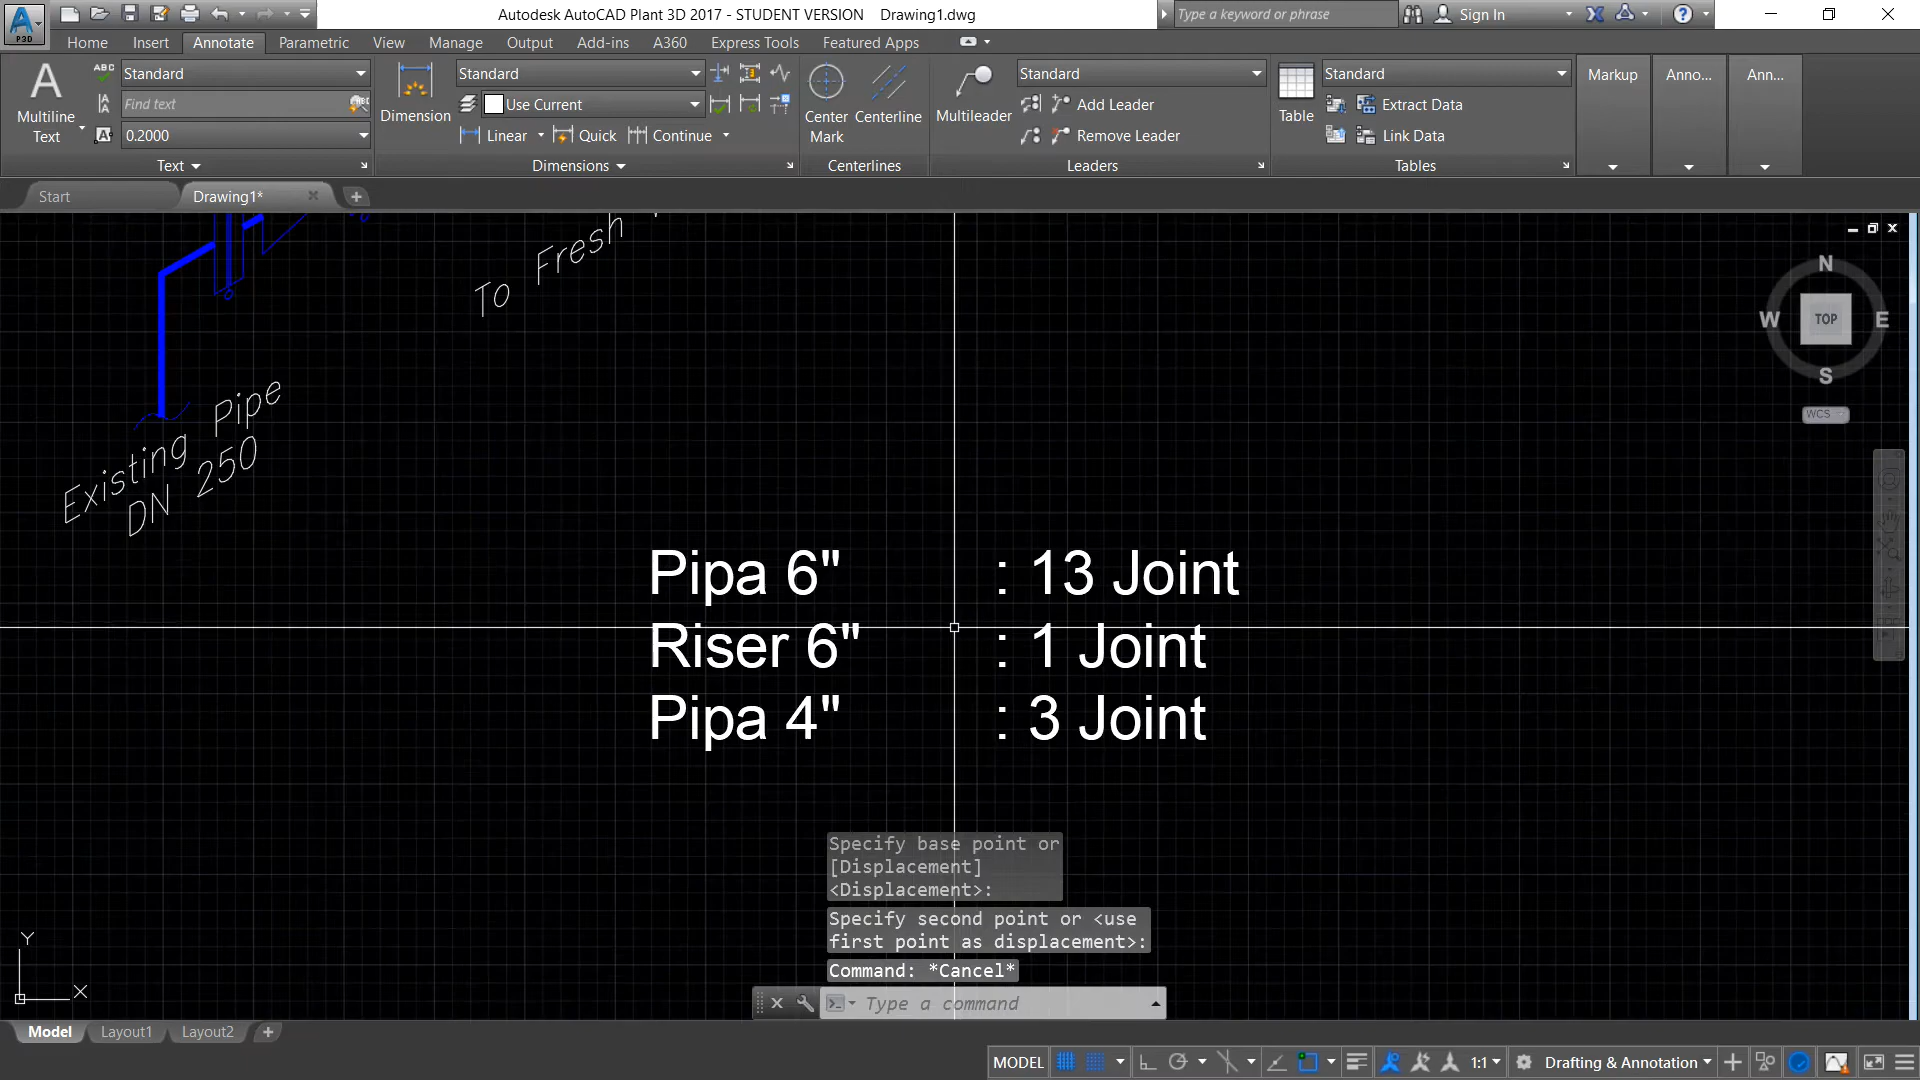 Autodesk AutoCAD Plant 3D 2017 - STUDENT VERSION Drawing1.dwg
Type a keyword or phrase
Sign In
P3D
Home Insert Annotate Parametric View Manage Output Add-ins A360 Express Tools Featured Apps
Multiline Text
Standard
Find text
0.2000
Text
Dimension
Standard
Use Current
Linear Quick Continue
Dimensions
Center Mark
Centerline
Centerlines
Multileader
Standard
Add Leader
Remove Leader
Leaders
Table
Standard
Extract Data
Link Data
Tables
Markup
Anno...
Ann...
Start Drawing1*
To Fresh
Existing Pipe
DN 250
N
W TOP E
S
WCS
Pipa 6" : 13 Joint
Riser 6" : 1 Joint
Pipa 4" : 3 Joint
Specify base point or
[Displacement]
<Displacement>:
Specify second point or <use
first point as displacement>:
Command: *Cancel*
Type a command
Y
X
Model Layout1 Layout2
MODEL 1:1 Drafting & Annotation